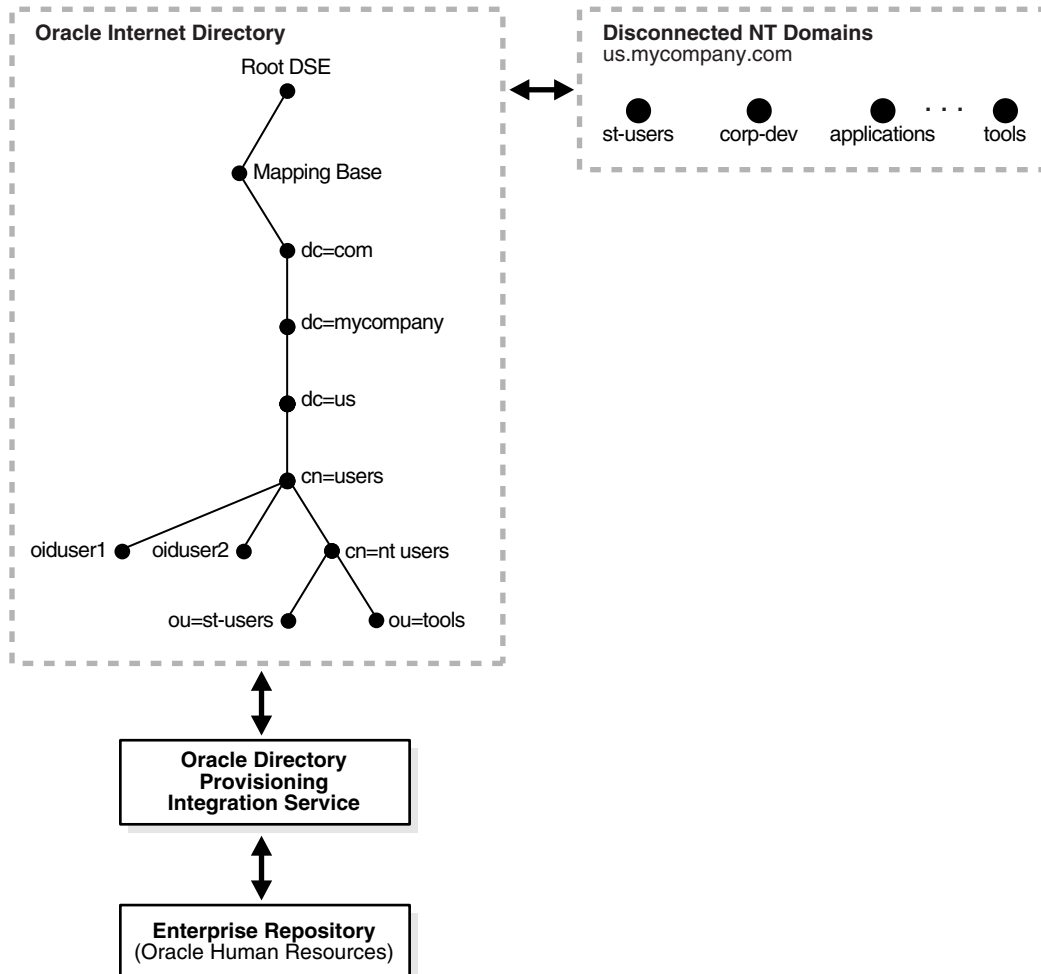 Oracle Internet Directory
Root DSE
Mapping Base
dc=com
dc=mycompany
dc=us
cn=users
oiduser1
oiduser2
cn=nt users
ou=st-users
ou=tools
Disconnected NT Domains
us.mycompany.com
st-users
corp-dev
applications
. . .
tools
Oracle Directory
Provisioning
Integration Service
Enterprise Repository
(Oracle Human Resources)